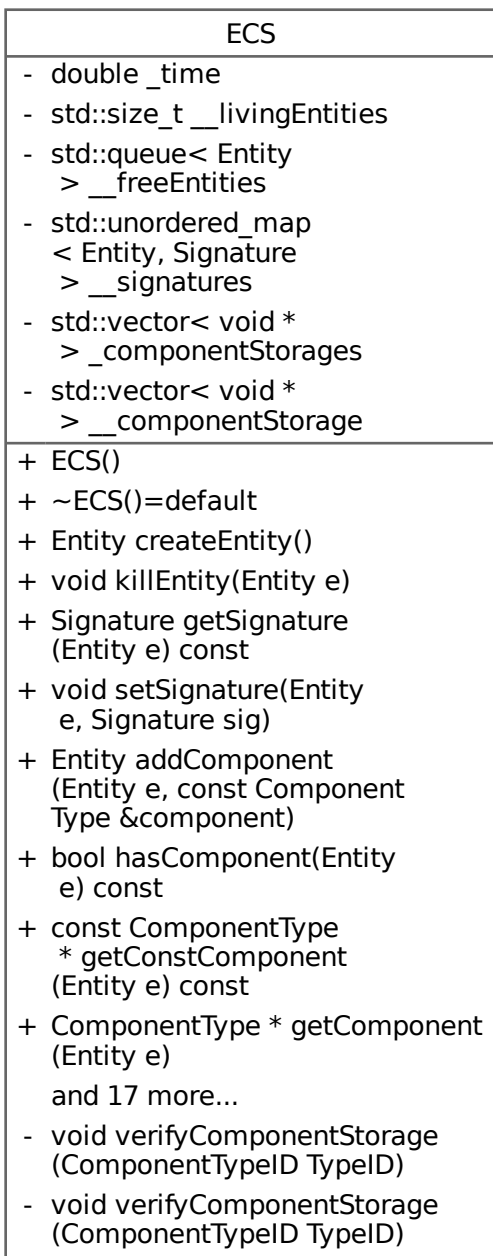 ECS
- double _time
- std::size_t __livingEntities
- std::queue< Entity
> __freeEntities
- std::unordered_map
< Entity, Signature
> __signatures
- std::vector< void *
> _componentStorages
- std::vector< void *
> __componentStorage
+ ECS()
+ ~ECS()=default
+ Entity createEntity()
+ void killEntity(Entity e)
+ Signature getSignature
(Entity e) const
+ void setSignature(Entity
e, Signature sig)
+ Entity addComponent
(Entity e, const Component
Type &component)
+ bool hasComponent(Entity
e) const
+ const ComponentType
* getConstComponent
(Entity e) const
+ ComponentType * getComponent
(Entity e)
and 17 more...
- void verifyComponentStorage
(ComponentTypeID TypeID)
- void verifyComponentStorage
(ComponentTypeID TypeID)